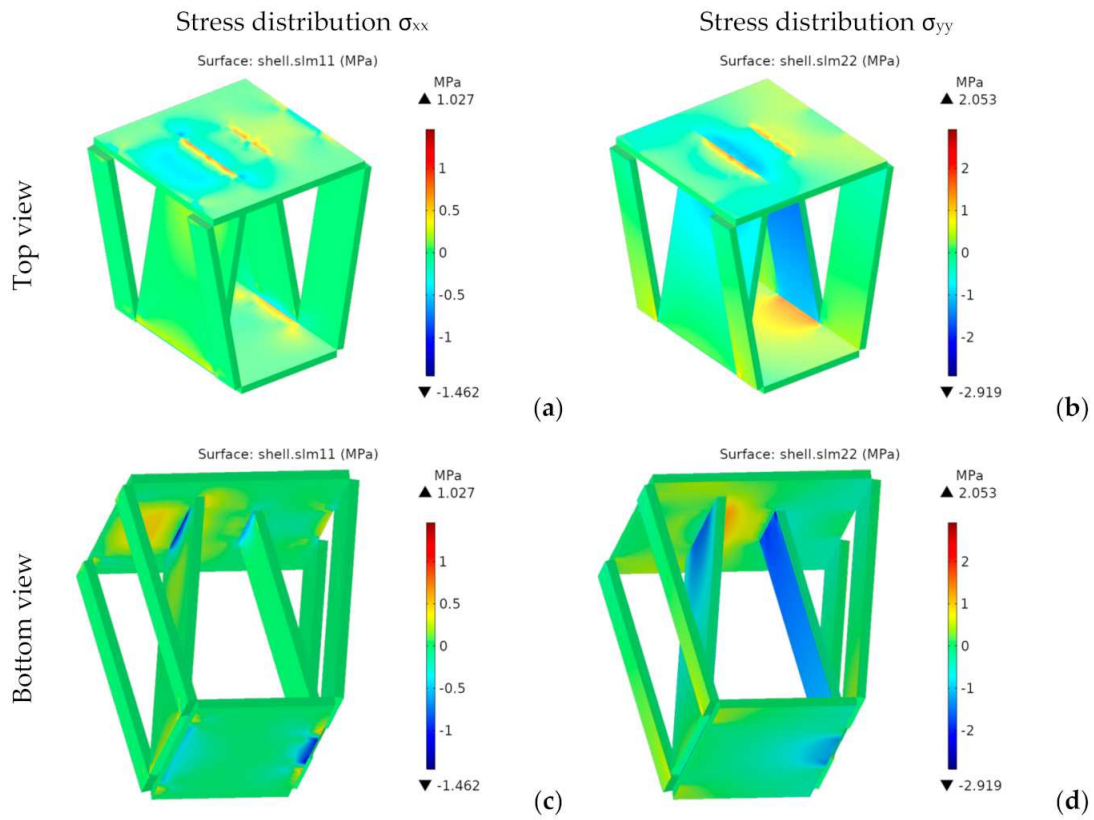 Stress distribution σxx
Stress distribution σyy
Top view
Surface: shell.slm11 (MPa)
MPa
▲ 1.027
1
0.5
0
-0.5
-1
▼ -1.462
(a)
Surface: shell.slm22 (MPa)
MPa
▲ 2.053
2
1
0
-1
-2
▼ -2.919
(b)
Bottom view
Surface: shell.slm11 (MPa)
MPa
▲ 1.027
1
0.5
0
-0.5
-1
▼ -1.462
(c)
Surface: shell.slm22 (MPa)
MPa
▲ 2.053
2
1
0
-1
-2
▼ -2.919
(d)